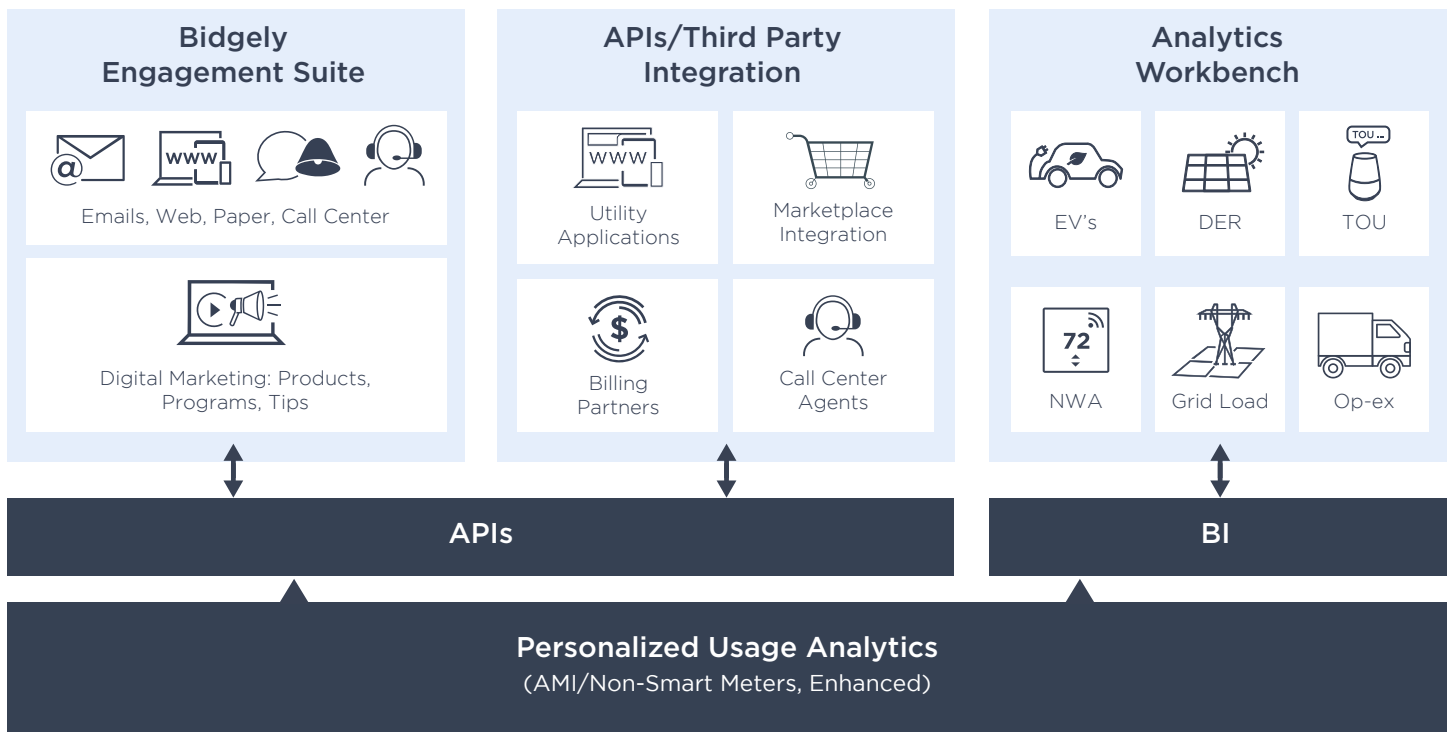 Bidgely
Engagement Suite
@
www
Emails, Web, Paper, Call Center
Digital Marketing: Products,
Programs, Tips
APIs/Third Party
Integration
WWW
Utility
Applications
Marketplace
Integration
$
Billing
Partners
Call Center
Agents
Analytics
Workbench
EV's
DER
TOU ...
TOU
72
NWA
Grid Load
Op-ex
APIs
BI
Personalized Usage Analytics
(AMI/Non-Smart Meters, Enhanced)